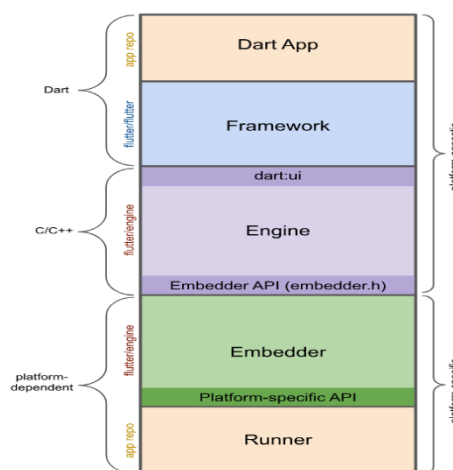 Dart App
app repo
Dart
Framework
flutter/flutter
dart:ui
C/C++
Engine
flutter/engine
Embedder API (embedder.h)
Embedder
flutter/engine
platform-
dependent
Platform-specific API
Runner
app repo